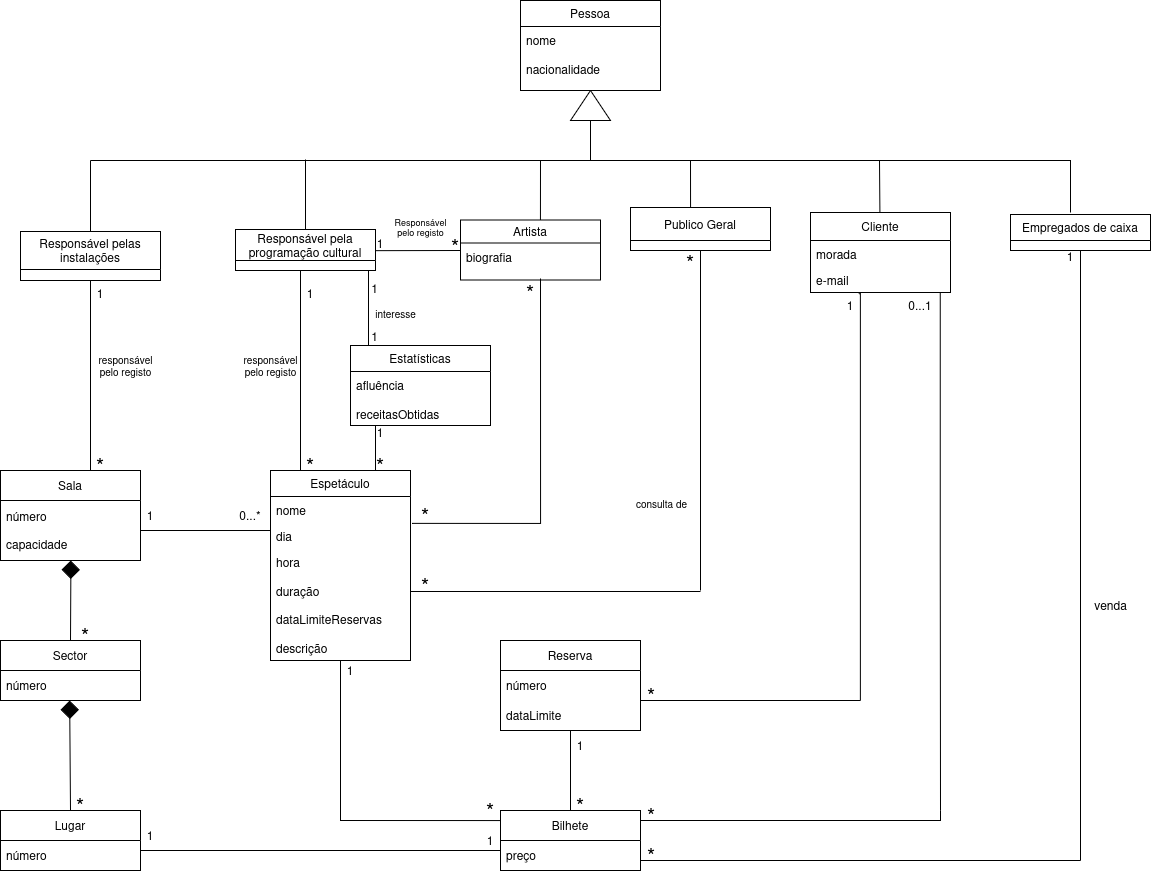 Pessoa
nome
nacionalidade
Responsável pelas
instalações
Responsável pela
programação cultural
Responsável
pelo registo
1
*
Artista
biografia
Publico Geral
Cliente
morada
e-mail
Empregados de caixa
1
1
1
*
*
1
0...1
1
interesse
1
responsável
pelo registo
responsável
pelo registo
Estatísticas
afluência
receitasObtidas
1
*
*
*
Sala
número
capacidade
1
0...*
Espetáculo
nome
dia
hora
duração
dataLimiteReservas
descrição
*
consulta de
*
venda
*
Sector
número
1
Reserva
número
dataLimite
*
1
*
Lugar
número
1
*
*
*
1
Bilhete
preço
*